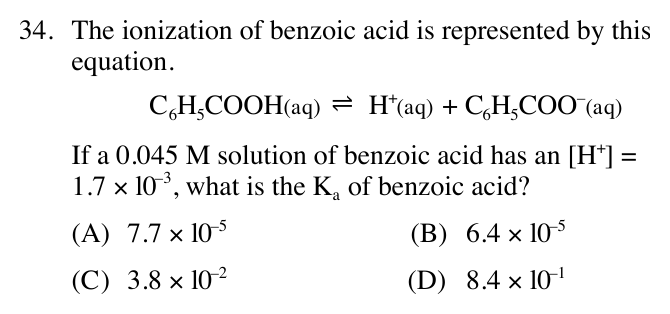 34. The ionization of benzoic acid is represented by this
equation.
C₆H₅COOH(aq) ⇌ H⁺(aq) + C₆H₅COO⁻(aq)
If a 0.045 M solution of benzoic acid has an [H⁺] =
1.7 × 10⁻³, what is the Kₐ of benzoic acid?
(A) 7.7 × 10⁻⁵ (B) 6.4 × 10⁻⁵
(C) 3.8 × 10⁻² (D) 8.4 × 10⁻¹